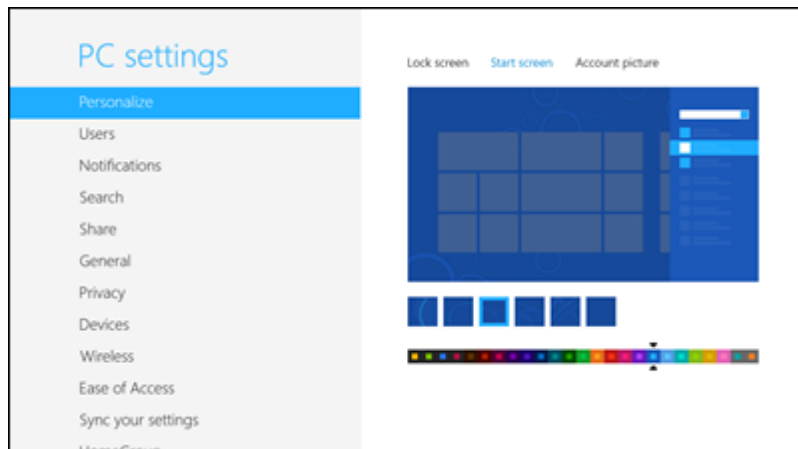 PC settings
Lock screen Start screen Account picture
Personalize
Users
Notifications
Search
Share
General
Privacy
Devices
Wireless
Ease of Access
Sync your settings